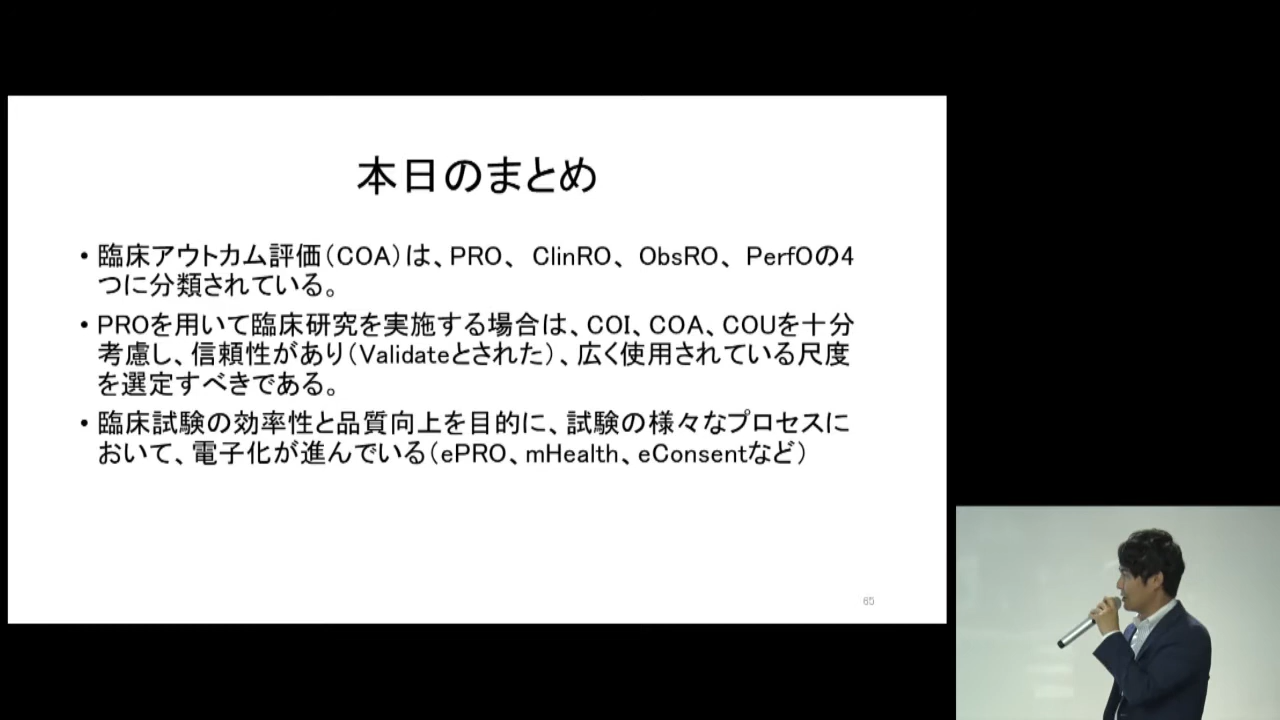 本日のまとめ
• 臨床アウトカム評価（COA）は、PRO、 ClinRO、 ObsRO、 PerfOの4
つに分類されている。
• PROを用いて臨床研究を実施する場合は、COI、COA、COUを十分
考慮し、信頼性があり（Validateとされた）、広く使用されている尺度
を選定すべきである。
• 臨床試験の効率性と品質向上を目的に、試験の様々なプロセスに
おいて、電子化が進んでいる（ePRO、mHealth、eConsentなど）
65